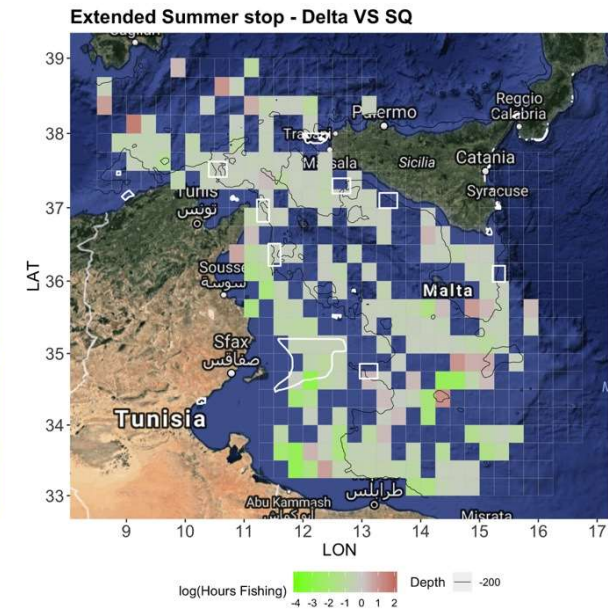 Extended Summer stop - Delta VS SQ
39
38
37
36
35
34
33
LAT
Palermo
Reggio
Calabria
Sicilia
Catania
Syracuse
Tunis
تونس
Sousse
سوسة
Malta
Sfax
صفاقس
Tunisia
طرابلس
Abu Kammash
أبو كماش
Misrata
9
10
11
12
13
14
15
16
17
LON
log(Hours Fishing)
-4
-3
-2
-1
0
1
2
Depth
-200